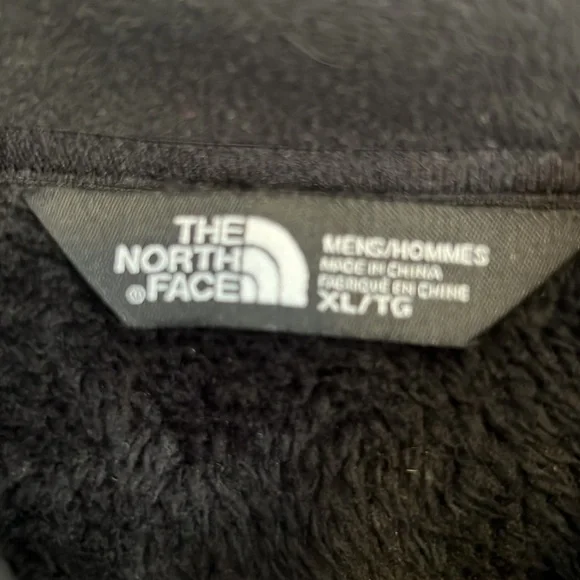 THE
NORTH
®FACE
MENS/HOMMES
MADE IN CHINA
FABRIQUÉ EN CHINE
XL/TG